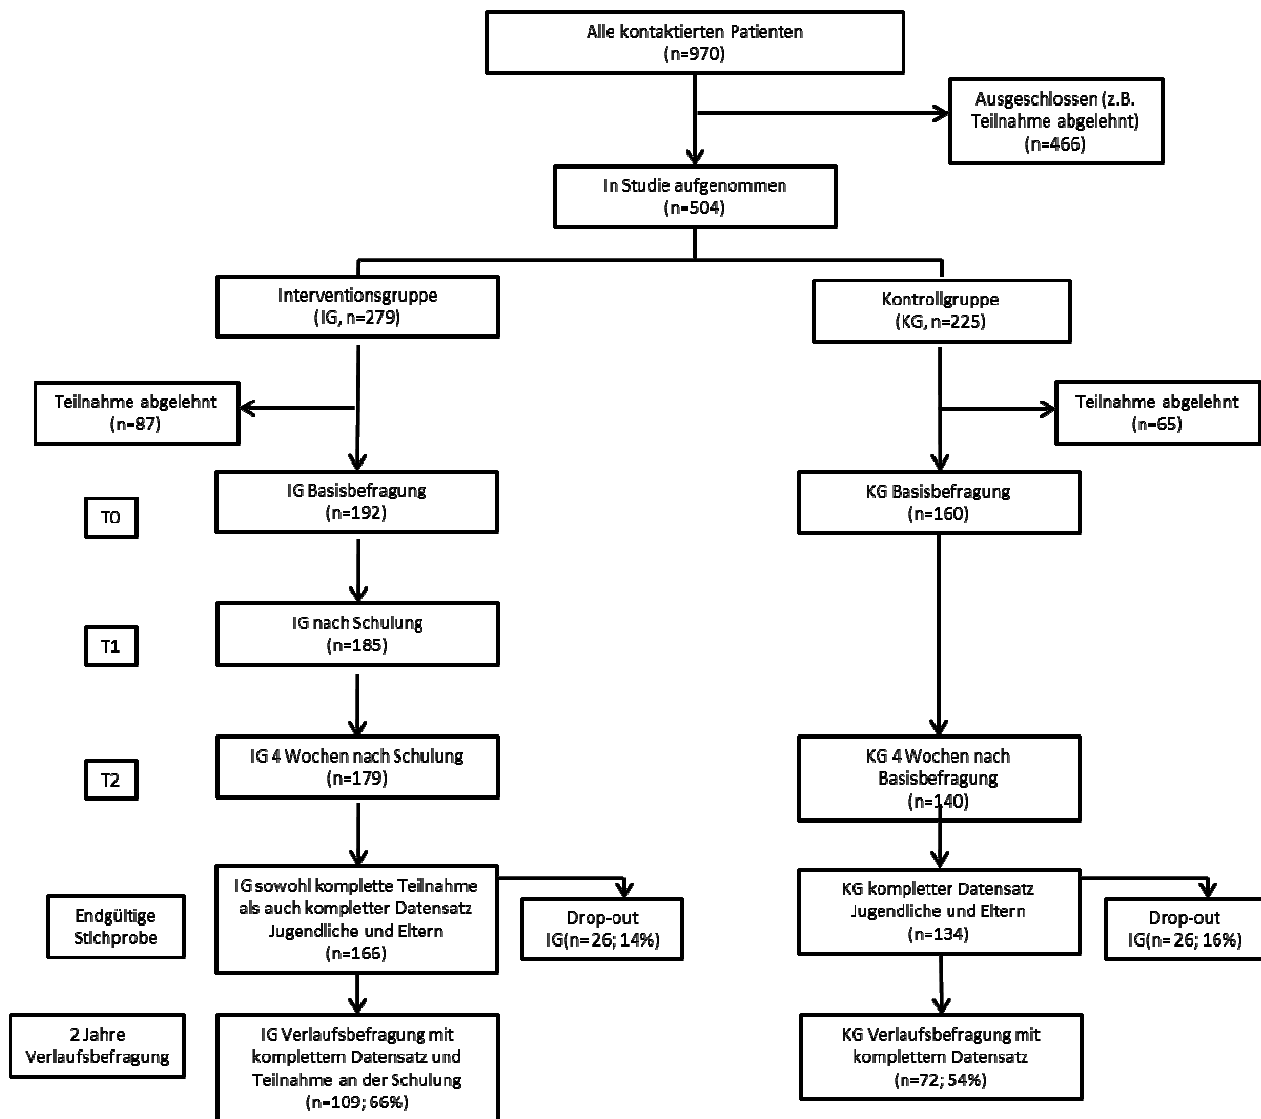 Alle kontaktierten Patienten
(n=970)
Ausgeschlossen (z.B.
Teilnahme abgelehnt)
(n=466)
In Studie aufgenommen
(n=504)
Interventionsgruppe
(IG, n=279)
Kontrollgruppe
(KG, n=225)
Teilnahme abgelehnt
(n=87)
Teilnahme abgelehnt
(n=65)
T0
IG Basisbefragung
(n=192)
KG Basisbefragung
(n=160)
T1
IG nach Schulung
(n=185)
T2
IG 4 Wochen nach Schulung
(n=179)
KG 4 Wochen nach
Basisbefragung
(n=140)
Endgültige
Stichprobe
IG sowohl komplette Teilnahme
als auch kompletter Datensatz
Jugendliche und Eltern
(n=166)
Drop-out
IG(n=26; 14%)
KG kompletter Datensatz
Jugendliche und Eltern
(n=134)
Drop-out
IG(n=26; 16%)
2 Jahre
Verlaufsbefragung
IG Verlaufsbefragung mit
komplettem Datensatz und
Teilnahme an der Schulung
(n=109; 66%)
KG Verlaufsbefragung mit
komplettem Datensatz
(n=72; 54%)